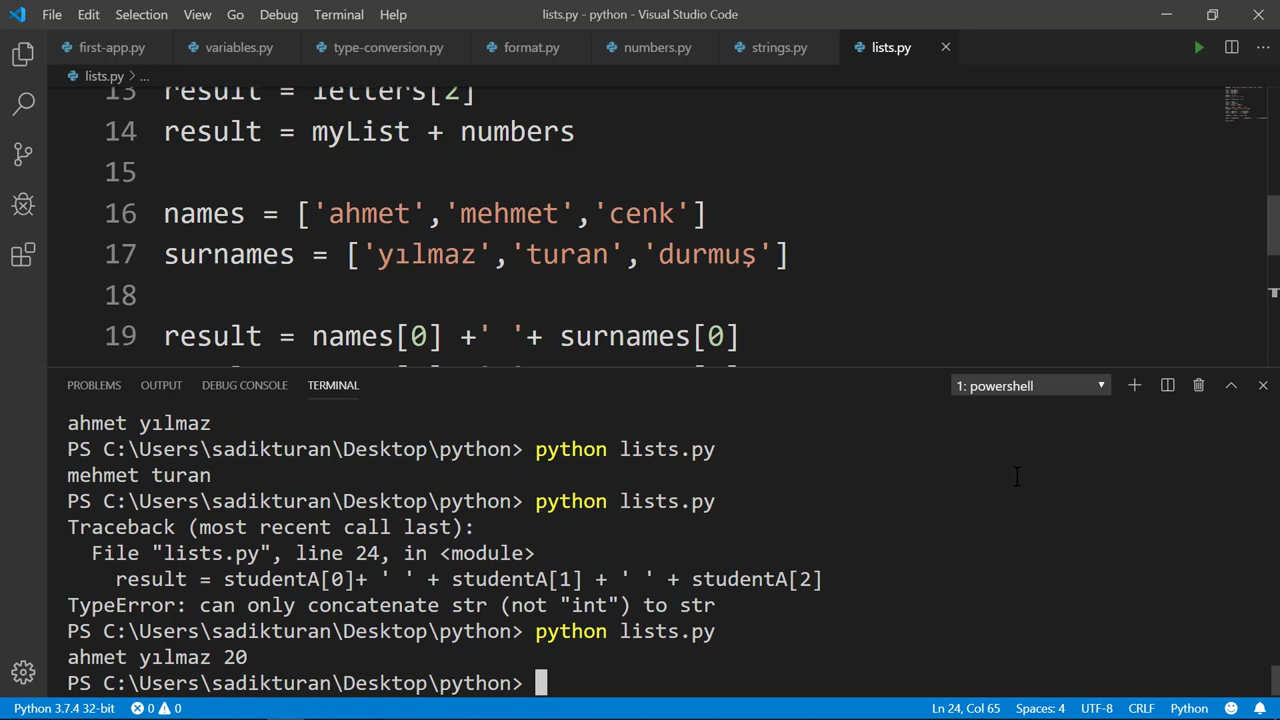 File Edit Selection View Go Debug Terminal Help lists.py - python - Visual Studio Code
first-app.py variables.py type-conversion.py format.py numbers.py strings.py lists.py
lists.py > ...
13 result = letters[2]
14 result = myList + numbers
15
16 names = ['ahmet','mehmet','cenk']
17 surnames = ['yılmaz','turan','durmuş']
18
19 result = names[0] +' '+ surnames[0]
PROBLEMS OUTPUT DEBUG CONSOLE TERMINAL 1: powershell
ahmet yılmaz
PS C:\Users\sadikturan\Desktop\python> python lists.py
mehmet turan
PS C:\Users\sadikturan\Desktop\python> python lists.py
Traceback (most recent call last):
File "lists.py", line 24, in <module>
result = studentA[0]+ ' ' + studentA[1] + ' ' + studentA[2]
TypeError: can only concatenate str (not "int") to str
PS C:\Users\sadikturan\Desktop\python> python lists.py
ahmet yılmaz 20
PS C:\Users\sadikturan\Desktop\python>
Python 3.7.4 32-bit 0 0 Ln 24, Col 65 Spaces: 4 UTF-8 CRLF Python